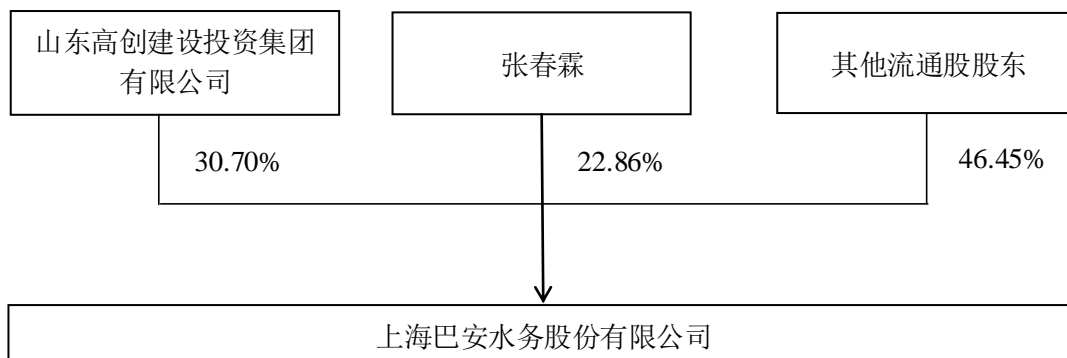 山东高创建设投资集团
有限公司
张春霖
其他流通股股东
30.70%
22.86%
46.45%
上海巴安水务股份有限公司